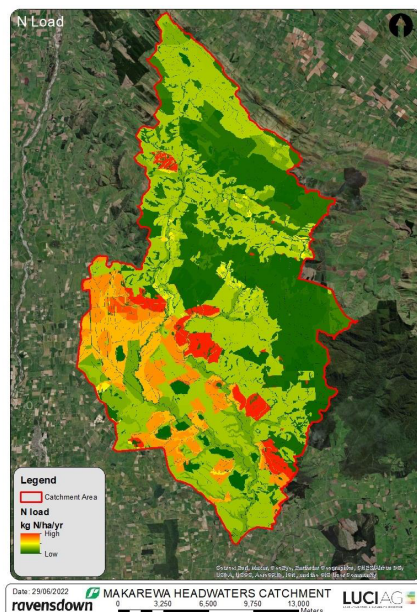 N Load
Legend
Catchment Area
N load
kg N/ha/yr
High
Low
Date: 29/06/2022
ravensdown
MAKAREWA HEADWATERS CATCHMENT
0 3,250 6,500 9,750 13,000
Meters
LUCI AG